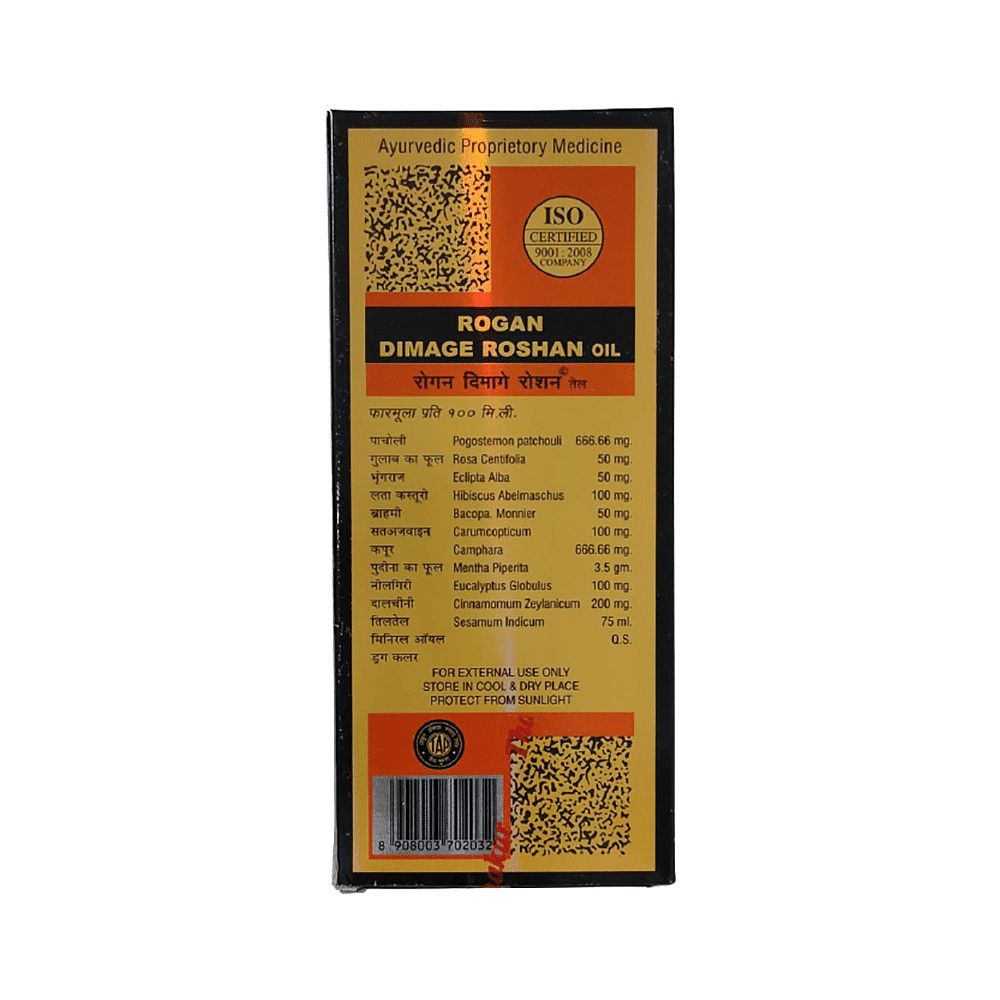 Ayurvedic Proprietory Medicine
ISO
CERTIFIED
9001:2008
COMPANY
ROGAN
DIMAGE ROSHAN OIL
रोगन दिमागे रोशन© तेल
फारमूला प्रति १०० मि.ली.
पाचोली Pogostemon patchouli 666.66 mg.
गुलाब का फूल Rosa Centifolia 50 mg.
भृंगराज Eclipta Alba 50 mg.
लता कस्तूरी Hibiscus Abelmaschus 100 mg.
ब्राहमी Bacopa. Monnier 50 mg.
सतअजवाइन Carumcopticum 100 mg.
कपूर Camphara 666.66 mg.
पुदीना का फूल Mentha Piperita 3.5 gm.
नीलगिरी Eucalyptus Globulus 100 mg.
दालचीनी Cinnamomum Zeylanicum 200 mg.
तिलतेल Sesamum Indicum 75 ml.
मिनिरल ऑयल Q.S.
ड्रग कलर
FOR EXTERNAL USE ONLY
STORE IN COOL & DRY PLACE
PROTECT FROM SUNLIGHT
TAP
8 908003 702032